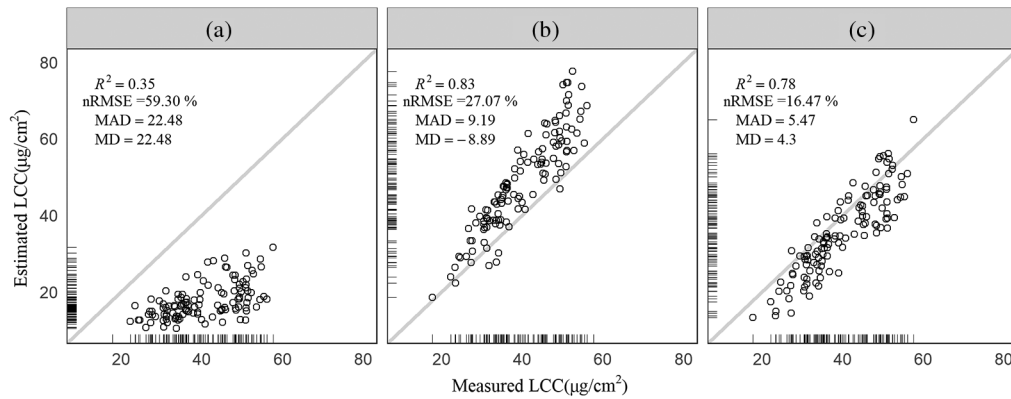 (a) (b) (c)
R² = 0.35
nRMSE =59.30 %
MAD = 22.48
MD = 22.48
R² = 0.83
nRMSE =27.07 %
MAD = 9.19
MD = −8.89
R² = 0.78
nRMSE =16.47 %
MAD = 5.47
MD = 4.3
Estimated LCC(μg/cm²)
80
60
40
20
20 40 60 80 20 40 60 80 20 40 60 80
Measured LCC(μg/cm²)